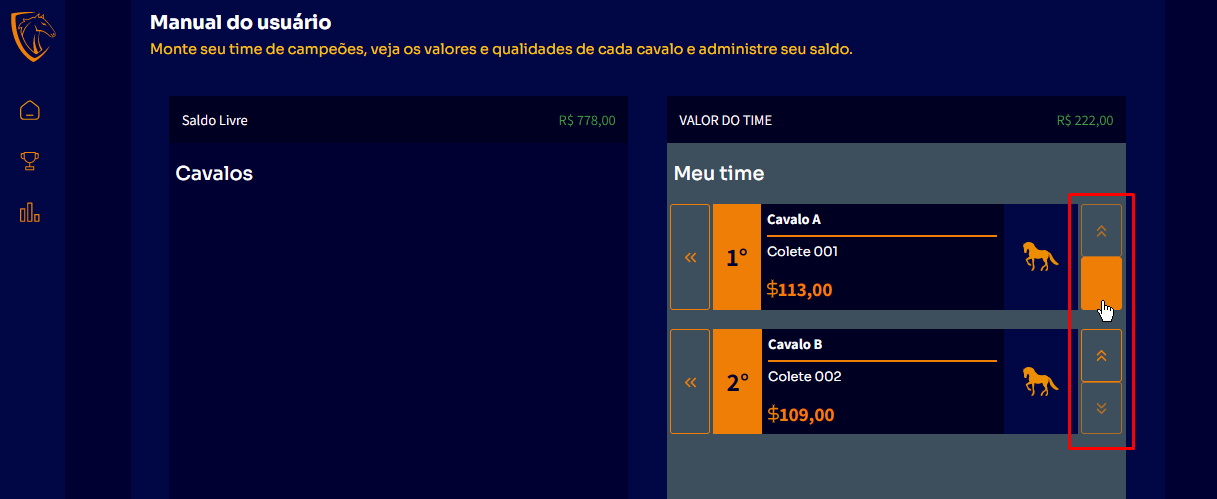 Manual do usuário
Monte seu time de campeões, veja os valores e qualidades de cada cavalo e administre seu saldo.
Saldo Livre
R$ 778,00
Cavalos
VALOR DO TIME
R$ 222,00
Meu time
1°
Cavalo A
Colete 001
$113,00
2°
Cavalo B
Colete 002
$109,00